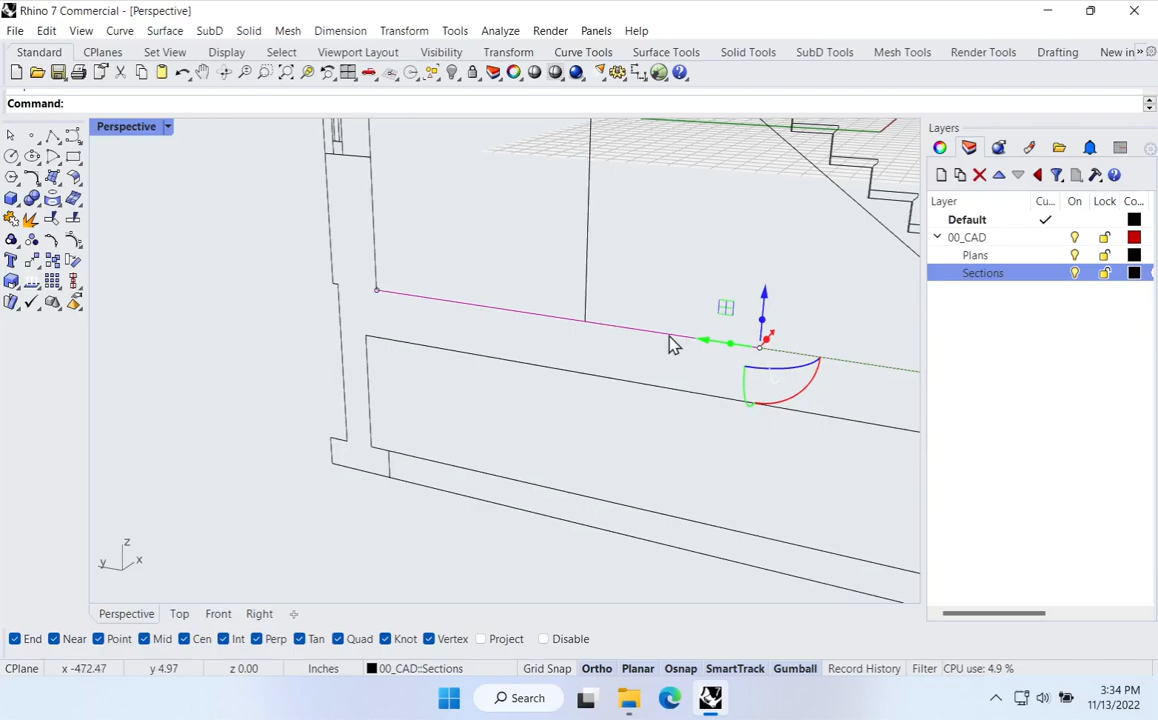 Rhino 7 Commercial - [Perspective]
File Edit View Curve Surface SubD Solid Mesh Dimension Transform Tools Analyze Render Panels Help
Standard CPlanes Set View Display Select Viewport Layout Visibility Transform Curve Tools Surface Tools Solid Tools SubD Tools Mesh Tools Render Tools Drafting New in
Command:
Perspective
Layers
Layer Cu... On Lock Co...
Default
00_CAD
Plans
Sections
z
y x
Perspective Top Front Right
End Near Point Mid Cen Int Perp Tan Quad Knot Vertex Project Disable
CPlane x -472.47 y 4.97 z 0.00 Inches 00_CAD::Sections Grid Snap Ortho Planar Osnap SmartTrack Gumball Record History Filter CPU use: 4.9 %
Search
3:34 PM
11/13/2022